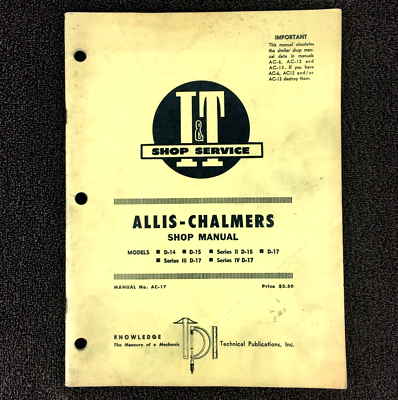 IMPORTANT
This manual obsoletes
the similar shop man-
ual data in manuals
AC-6, AC-12 and
AC-13. If you have
AC-6, AC12 and/or
AC-13 destroy them.
I&T
SHOP SERVICE
ALLIS-CHALMERS
SHOP MANUAL
MODELS ■ D-14 ■ D-15 ■ Series II D-15 ■ D-17
■ Series III D-17 ■ Series IV D-17
MANUAL No. AC-17 Price $3.50
KNOWLEDGE
The Measure of a Mechanic
TPI
Technical Publications, Inc.